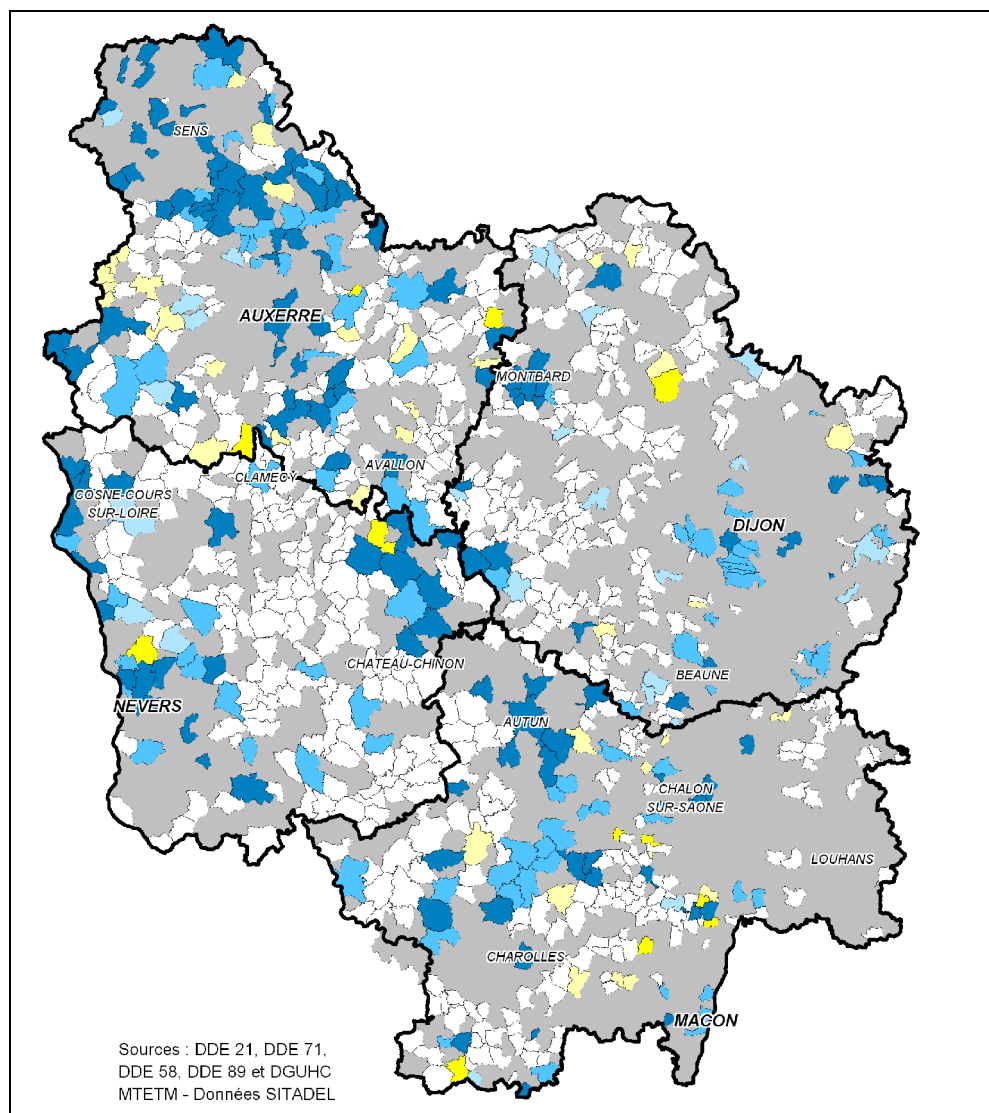 SENS
AUXERRE
MONTBARD
AVALLON
CLAMECY
COSNE-COURS
SUR-LOIRE
DIJON
CHATEAU-CHINON
BEAUNE
NEVERS
AUTUN
CHALON
SUR-SAONE
LOUHANS
CHAROLLES
MACON
Sources : DDE 21, DDE 71,
DDE 58, DDE 89 et DGUHC
MTETM - Données SITADEL